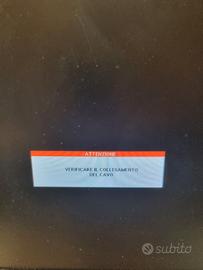 ATTENZIONE
VERIFICARE IL COLLEGAMENTO
DEL CAVO
subito